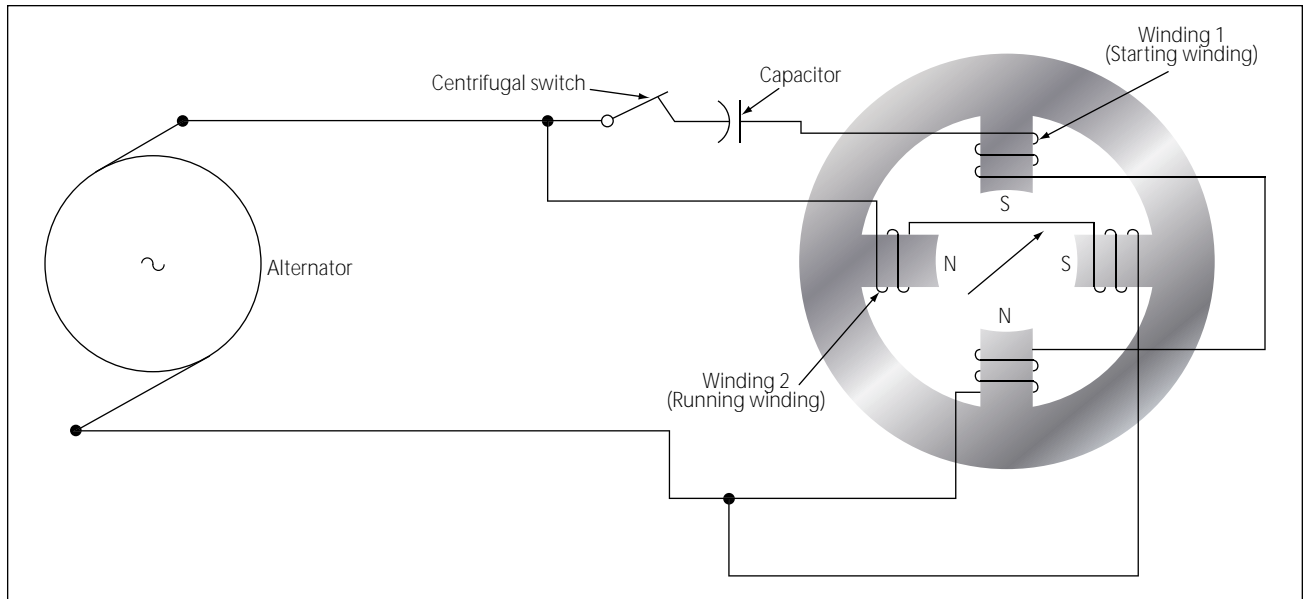 Winding 1
(Starting winding)
Centrifugal switch
Capacitor
S
Alternator
N
S
N
Winding 2
(Running winding)